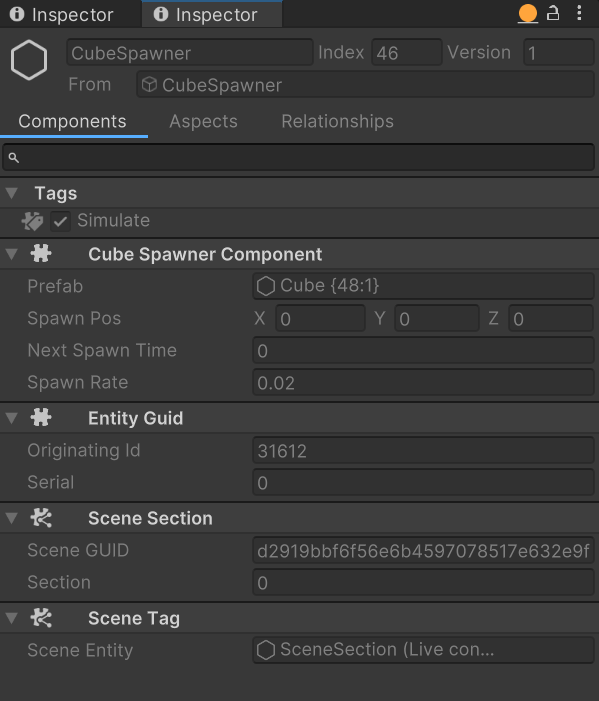 Inspector Inspector
CubeSpawner Index 46 Version 1
From CubeSpawner
Components Aspects Relationships
Tags
Simulate
Cube Spawner Component
Prefab Cube {48:1}
Spawn Pos X 0 Y 0 Z 0
Next Spawn Time 0
Spawn Rate 0.02
Entity Guid
Originating Id 31612
Serial 0
Scene Section
Scene GUID d2919bbf6f56e6b4597078517e632e9f
Section 0
Scene Tag
Scene Entity SceneSection (Live con...